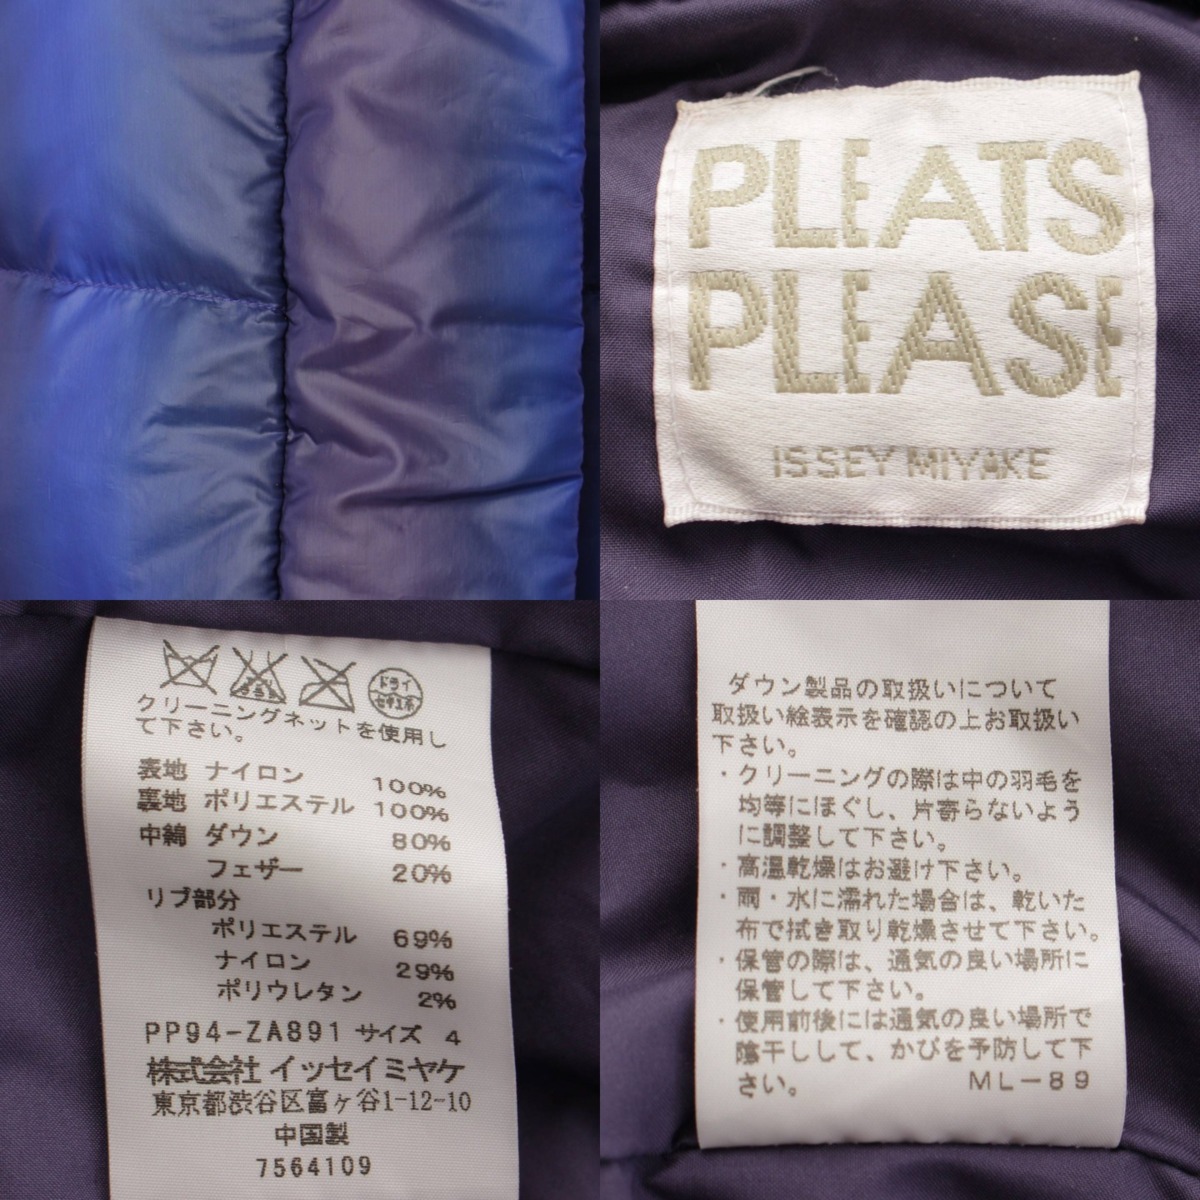 PLEATS
PLEASE
ISSEY MIYAKE
ドライ
セキユ系
クリーニングネットを使用し
て下さい。
表地 ナイロン 100%
裏地 ポリエステル 100%
中綿 ダウン 80%
フェザー 20%
リブ部分
ポリエステル 69%
ナイロン 29%
ポリウレタン 2%
PP94-ZA891 サイズ 4
株式会社 イッセイミヤケ
東京都渋谷区富ヶ谷1-12-10
中国製
7564109
ダウン製品の取扱いについて
取扱い絵表示を確認の上お取扱い
下さい。
・クリーニングの際は中の羽毛を
均等にほぐし、片寄らないよう
に調整して下さい。
・高温乾燥はお避け下さい。
・雨・水に濡れた場合は、乾いた
布で拭き取り乾燥させて下さい。
・保管の際は、通気の良い場所に
保管して下さい。
・使用前後には通気の良い場所で
陰干しして、かびを予防して下
さい。 ML-89